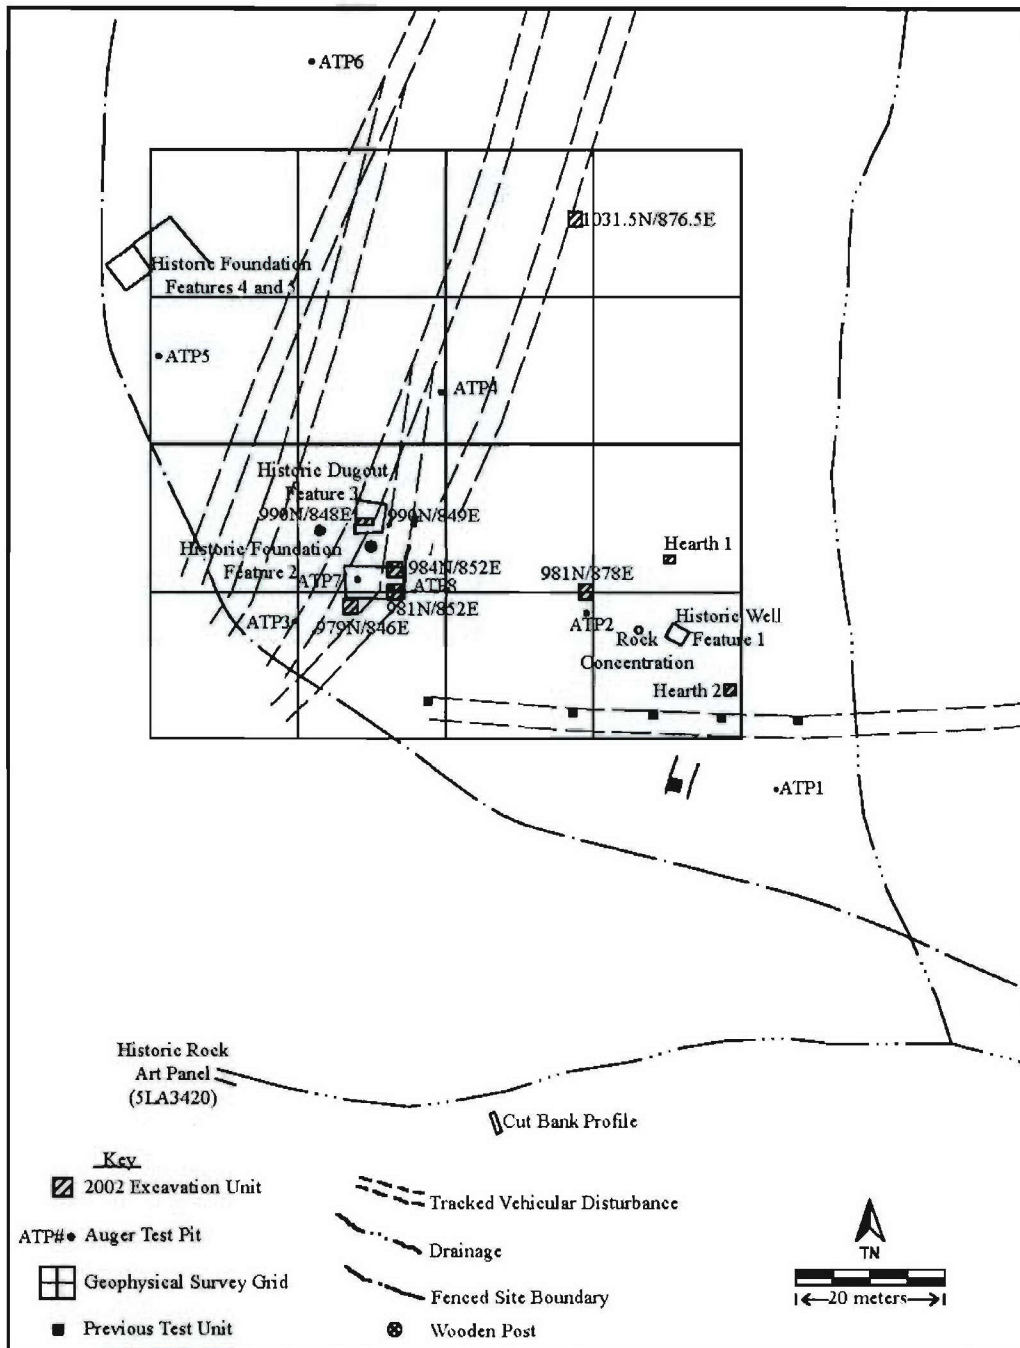 ATP6
1031.5N/876.5E
Historic Foundation
Features 4 and 5
ATP5
ATP4
Historic Dugout
Feature 3
990N/848E
990N/849E
Historic Foundation
Feature 2
ATP7
984N/852E
ATP8
981N/852E
979N/846E
ATP3
Hearth 1
981N/878E
ATP2
Rock
Concentration
Historic Well
Feature 1
Hearth 2
ATP1
Historic Rock
Art Panel
(5LA3420)
Cut Bank Profile
Key
2002 Excavation Unit
ATP# Auger Test Pit
Geophysical Survey Grid
Previous Test Unit
Tracked Vehicular Disturbance
Drainage
Fenced Site Boundary
Wooden Post
TN
20 meters